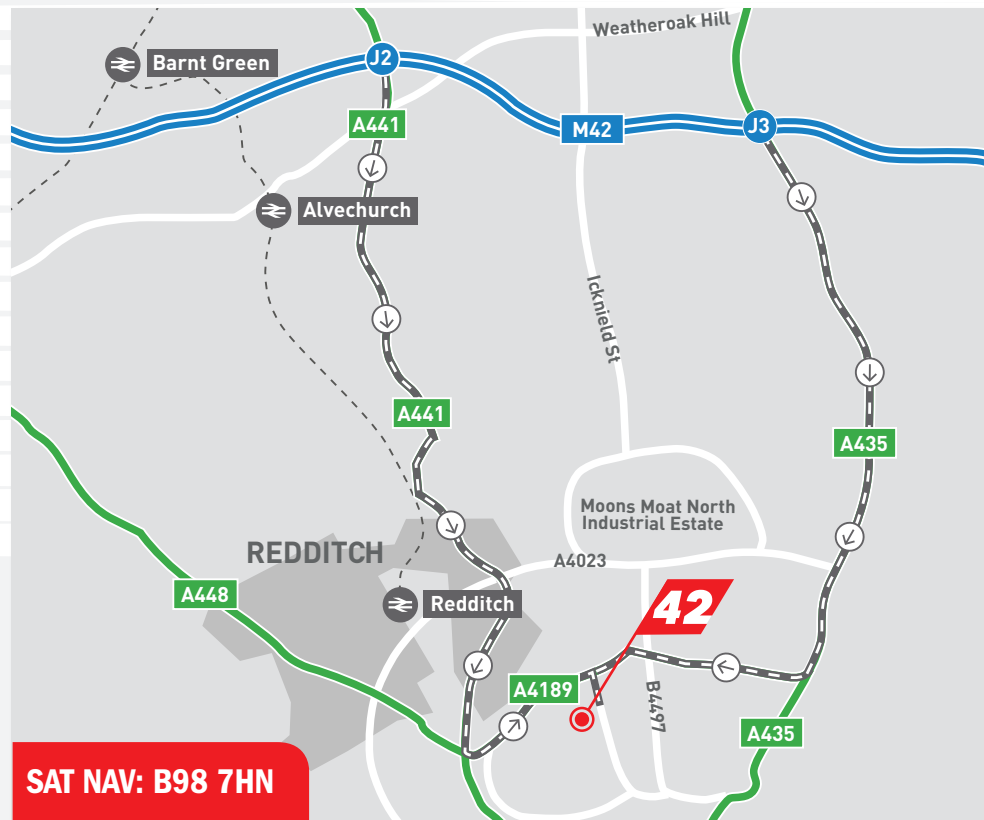 Weatheroak Hill
J2
Barnt Green
A441
M42
J3
Alvechurch
Icknield St
A441
A435
Moons Moat North
Industrial Estate
REDDITCH
A4023
A448
Redditch
42
A4189
B4497
A435
SAT NAV: B98 7HN